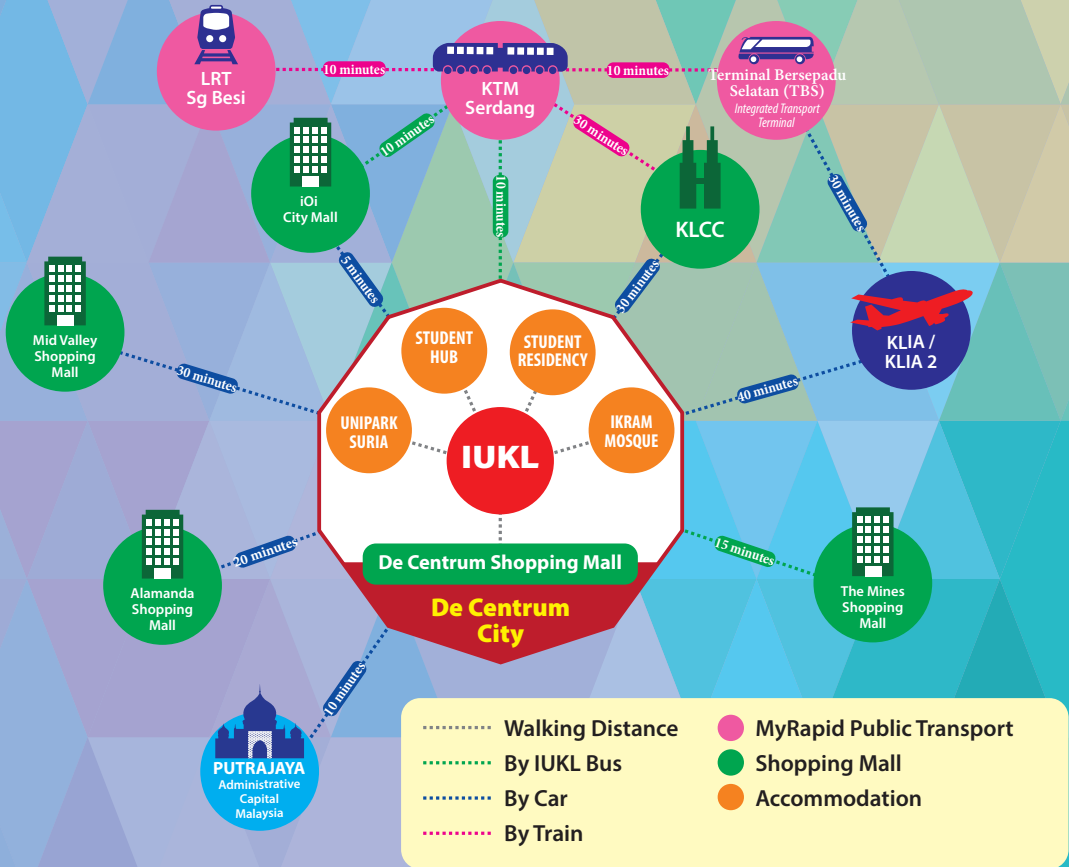 LRT
Sg Besi
10 minutes
KTM
Serdang
10 minutes
Terminal Bersepadu
Selatan (TBS)
Integrated Transport
Terminal
10 minutes
30 minutes
iOi
City Mall
10 minutes
KLCC
30 minutes
5 minutes
30 minutes
Mid Valley
Shopping
Mall
30 minutes
STUDENT
HUB
STUDENT
RESIDENCY
KLIA /
KLIA 2
40 minutes
UNIPARK
SURIA
IUKL
IKRAM
MOSQUE
De Centrum Shopping Mall
De Centrum
City
20 minutes
Alamanda
Shopping
Mall
15 minutes
The Mines
Shopping
Mall
10 minutes
PUTRAJAYA
Administrative
Capital
Malaysia
Walking Distance
By IUKL Bus
By Car
By Train
MyRapid Public Transport
Shopping Mall
Accommodation